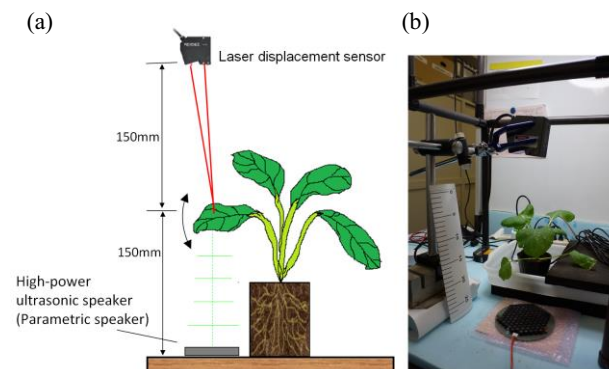 (a)
(b)
Laser displacement sensor
150mm
150mm
High-power
ultrasonic speaker
(Parametric speaker)